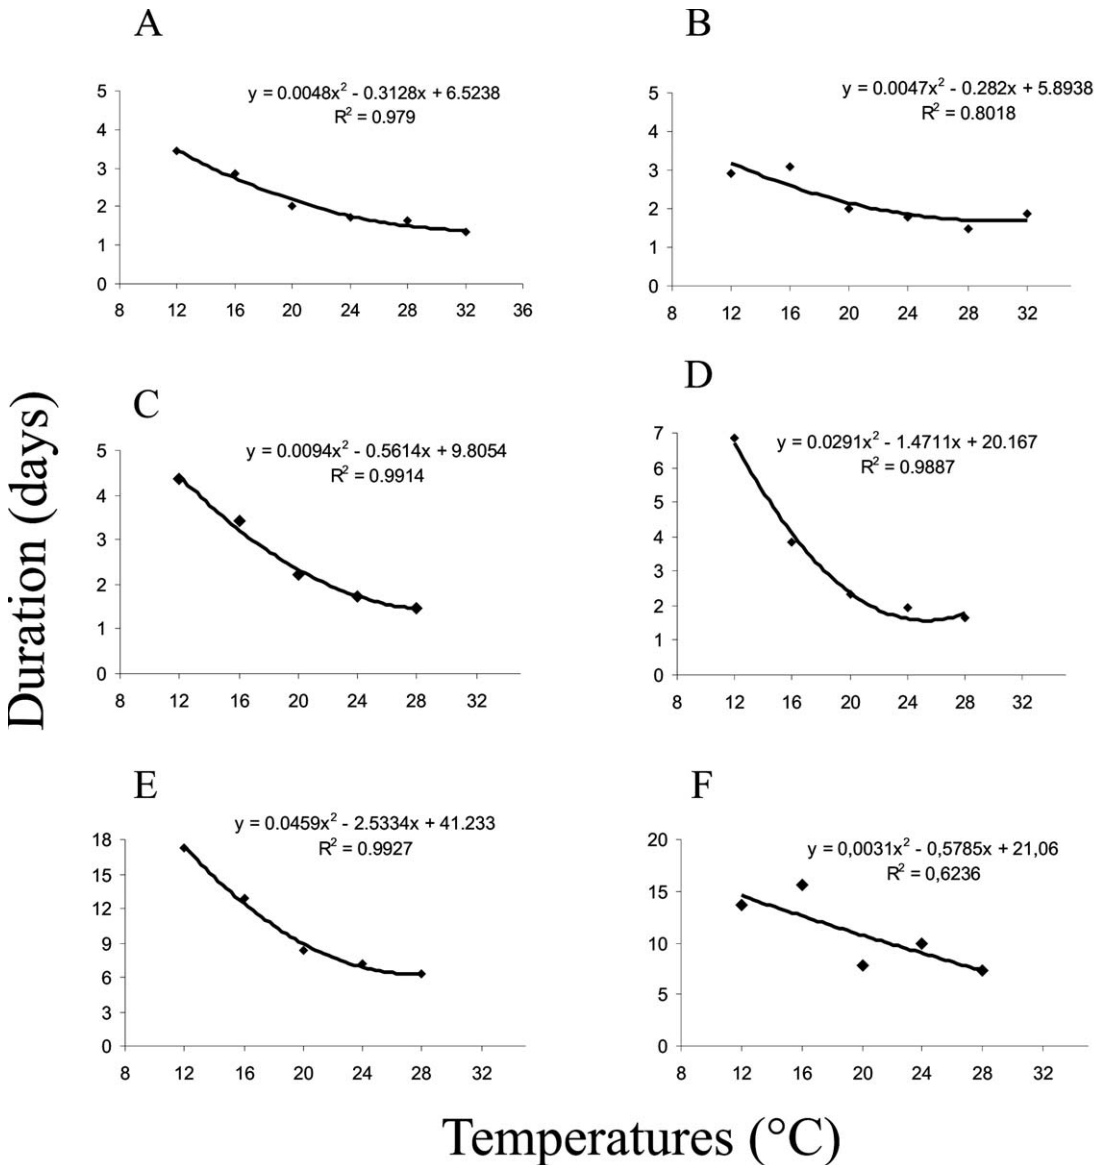 A
y = 0.0048x² - 0.3128x + 6.5238
R² = 0.979
5
4
3
2
1
0
8 12 16 20 24 28 32 36
B
y = 0.0047x² - 0.282x + 5.8938
R² = 0.8018
5
4
3
2
1
0
8 12 16 20 24 28 32
C
y = 0.0094x² - 0.5614x + 9.8054
R² = 0.9914
5
4
3
2
1
0
8 12 16 20 24 28 32
D
y = 0.0291x² - 1.4711x + 20.167
R² = 0.9887
7
6
5
4
3
2
1
0
8 12 16 20 24 28 32
E
y = 0.0459x² - 2.5334x + 41.233
R² = 0.9927
18
15
12
9
6
3
0
8 12 16 20 24 28 32
F
y = 0,0031x² - 0,5785x + 21,06
R² = 0,6236
20
15
10
5
0
8 12 16 20 24 28 32
Duration (days)
Temperatures (°C)